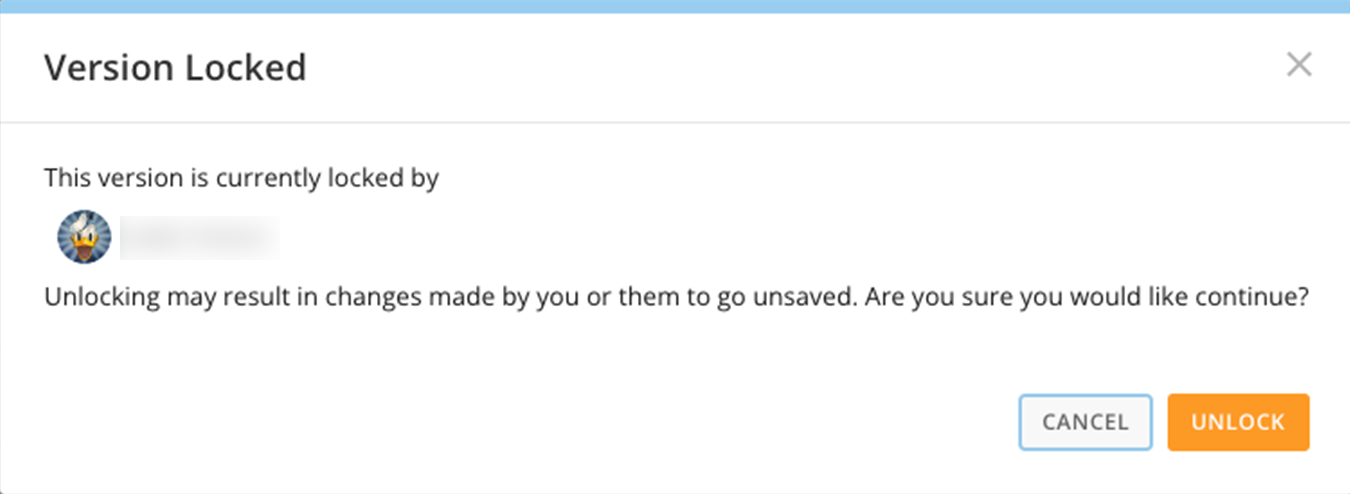 Version Locked
This version is currently locked by
Unlocking may result in changes made by you or them to go unsaved. Are you sure you would like continue?
CANCEL
UNLOCK